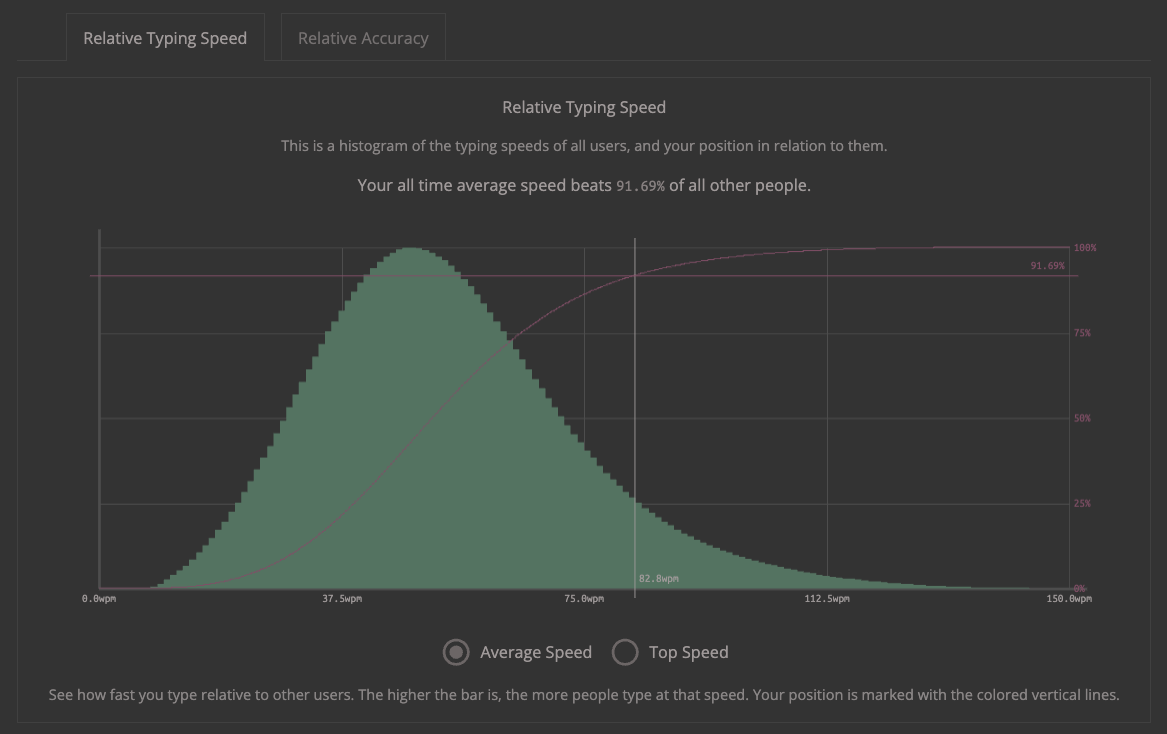 Relative Typing Speed
Relative Accuracy
Relative Typing Speed
This is a histogram of the typing speeds of all users, and your position in relation to them.
Your all time average speed beats 91.69% of all other people.
100%
91.69%
75%
50%
25%
82.8wpm
0%
0.0wpm
37.5wpm
75.0wpm
112.5wpm
150.0wpm
Average Speed
Top Speed
See how fast you type relative to other users. The higher the bar is, the more people type at that speed. Your position is marked with the colored vertical lines.